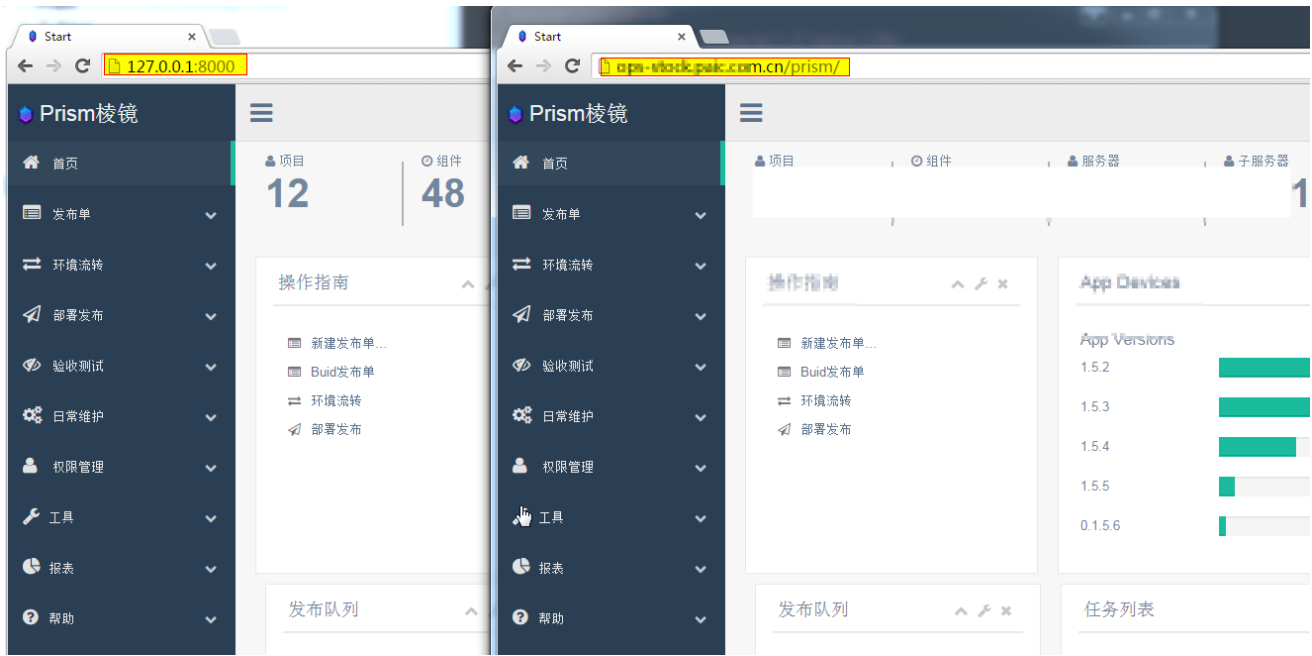 Start
127.0.0.1:8000
Prism棱镜
首页
发布单
环境流转
部署发布
验收测试
日常维护
权限管理
工具
报表
帮助
项目
12
组件
48
操作指南
新建发布单...
Buid发布单
环境流转
部署发布
发布队列
Start
m.cn/prism/
Prism棱镜
首页
发布单
环境流转
部署发布
验收测试
日常维护
权限管理
工具
报表
帮助
项目
组件
服务器
子服务器
1
操作指南
新建发布单...
Buid发布单
环境流转
部署发布
App Devices
App Versions
1.5.2
1.5.3
1.5.4
1.5.5
0.1.5.6
发布队列
任务列表